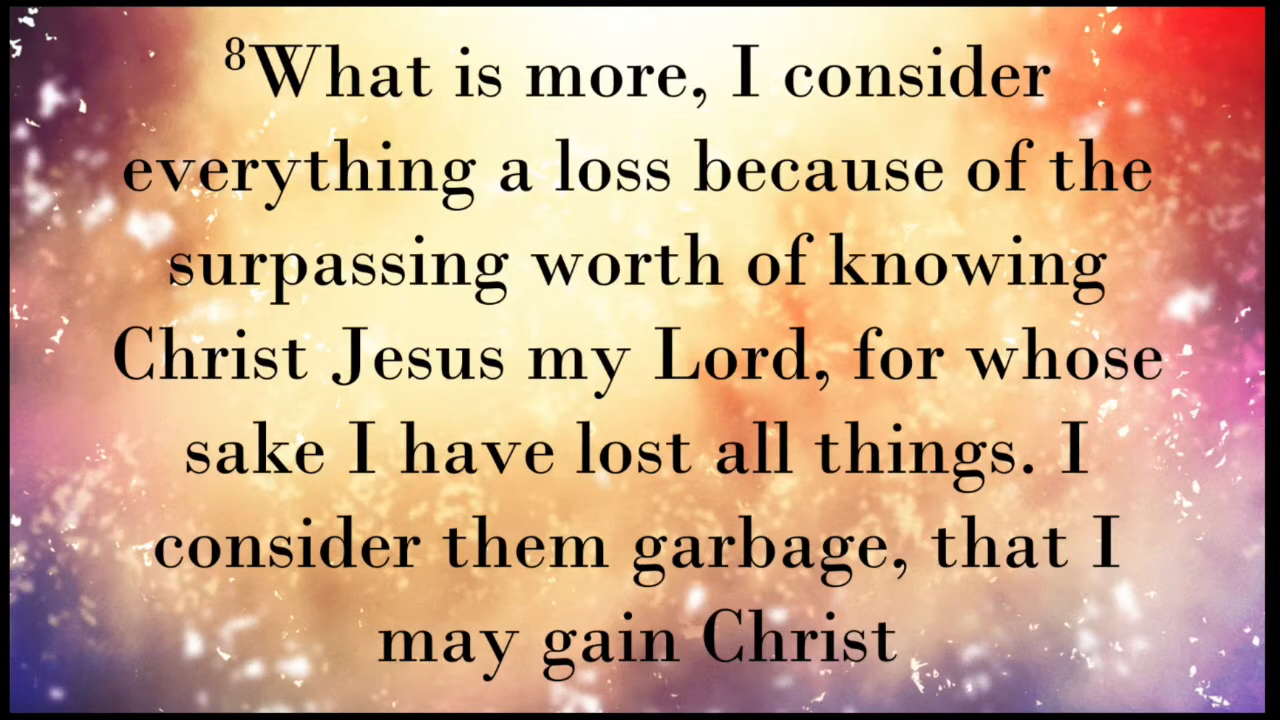 ⁸What is more, I consider
everything a loss because of the
surpassing worth of knowing
Christ Jesus my Lord, for whose
sake I have lost all things. I
consider them garbage, that I
may gain Christ